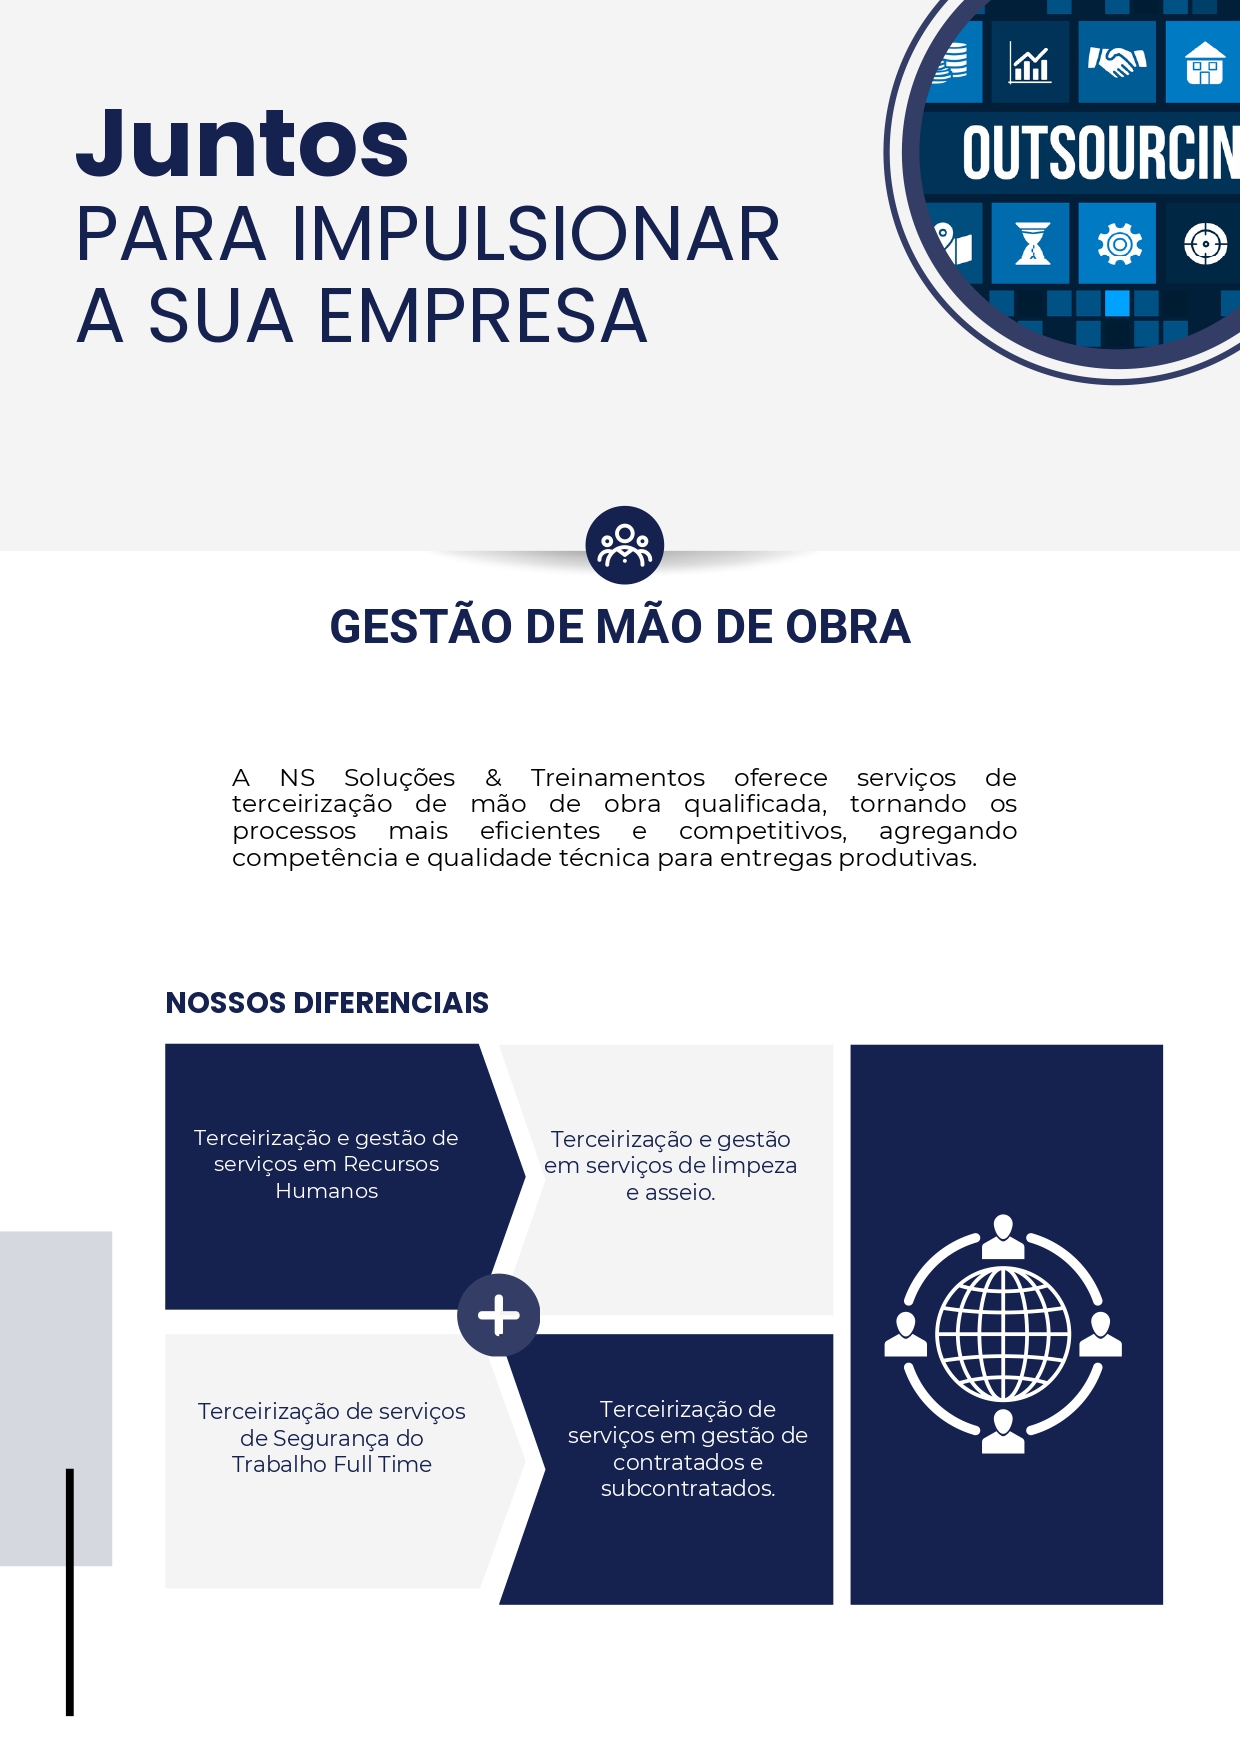 Juntos
PARA IMPULSIONAR
A SUA EMPRESA
OUTSOURCIN
GESTÃO DE MÃO DE OBRA
A NS Soluções & Treinamentos oferece serviços de
terceirização de mão de obra qualificada, tornando os
processos mais eficientes e competitivos, agregando
competência e qualidade técnica para entregas produtivas.
NOSSOS DIFERENCIAIS
Terceirização e gestão de
serviços em Recursos
Humanos
Terceirização e gestão
em serviços de limpeza
e asseio.
Terceirização de serviços
de Segurança do
Trabalho Full Time
Terceirização de
serviços em gestão de
contratados e
subcontratados.